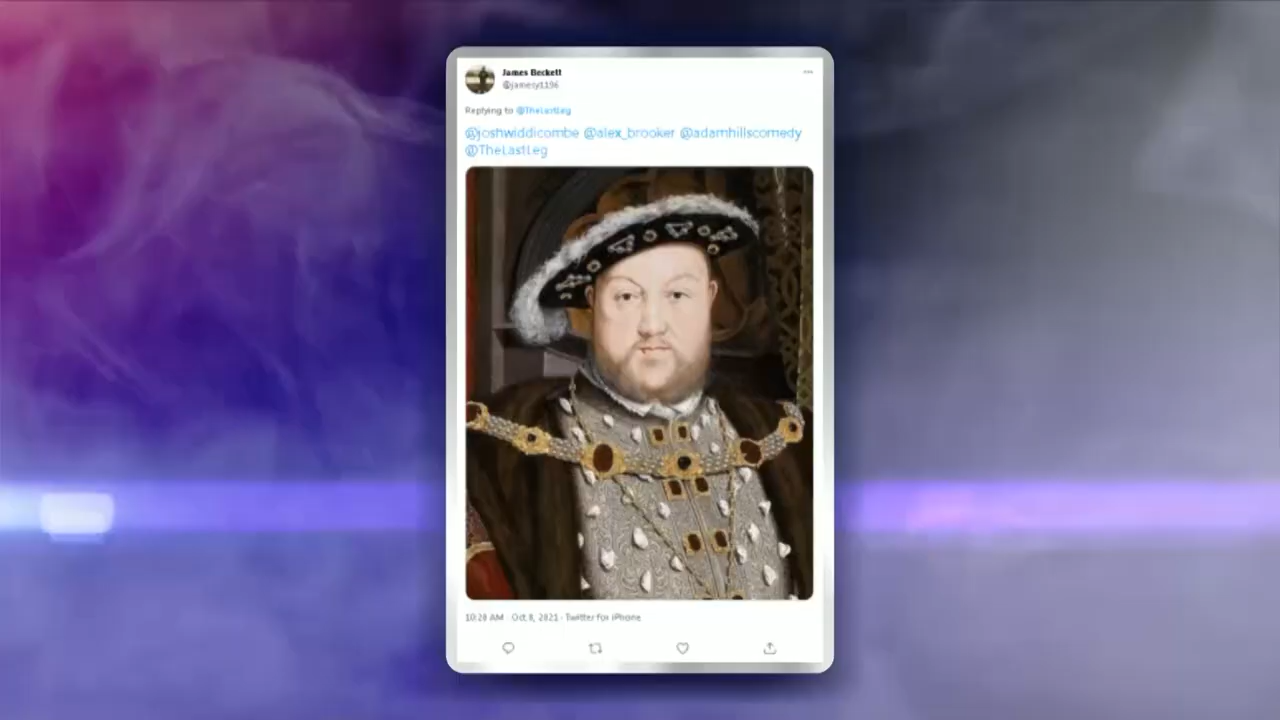 James Beckett
@jamesy1196
Replying to @TheLastLeg
@joshwiddicombe @alex_brooker @adamhillscomedy
@TheLastLeg
10:28 AM · Oct 8, 2021 · Twitter for iPhone